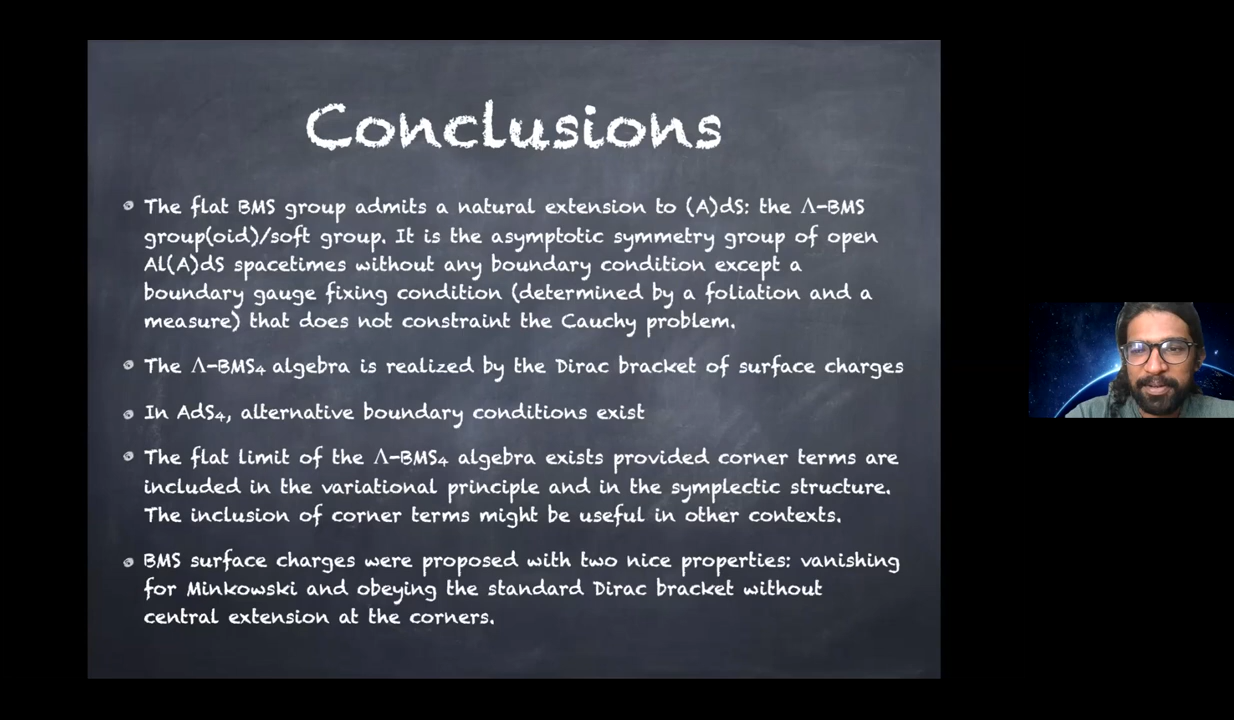 Conclusions
The flat BMS group admits a natural extension to (A)dS: the Λ-BMS
group(oid)/soft group. It is the asymptotic symmetry group of open
Al(A)dS spacetimes without any boundary condition except a
boundary gauge fixing condition (determined by a foliation and a
measure) that does not constraint the Cauchy problem.
The Λ-BMS₄ algebra is realized by the Dirac bracket of surface charges
In AdS₄, alternative boundary conditions exist
The flat limit of the Λ-BMS₄ algebra exists provided corner terms are
included in the variational principle and in the symplectic structure.
The inclusion of corner terms might be useful in other contexts.
BMS surface charges were proposed with two nice properties: vanishing
for Minkowski and obeying the standard Dirac bracket without
central extension at the corners.